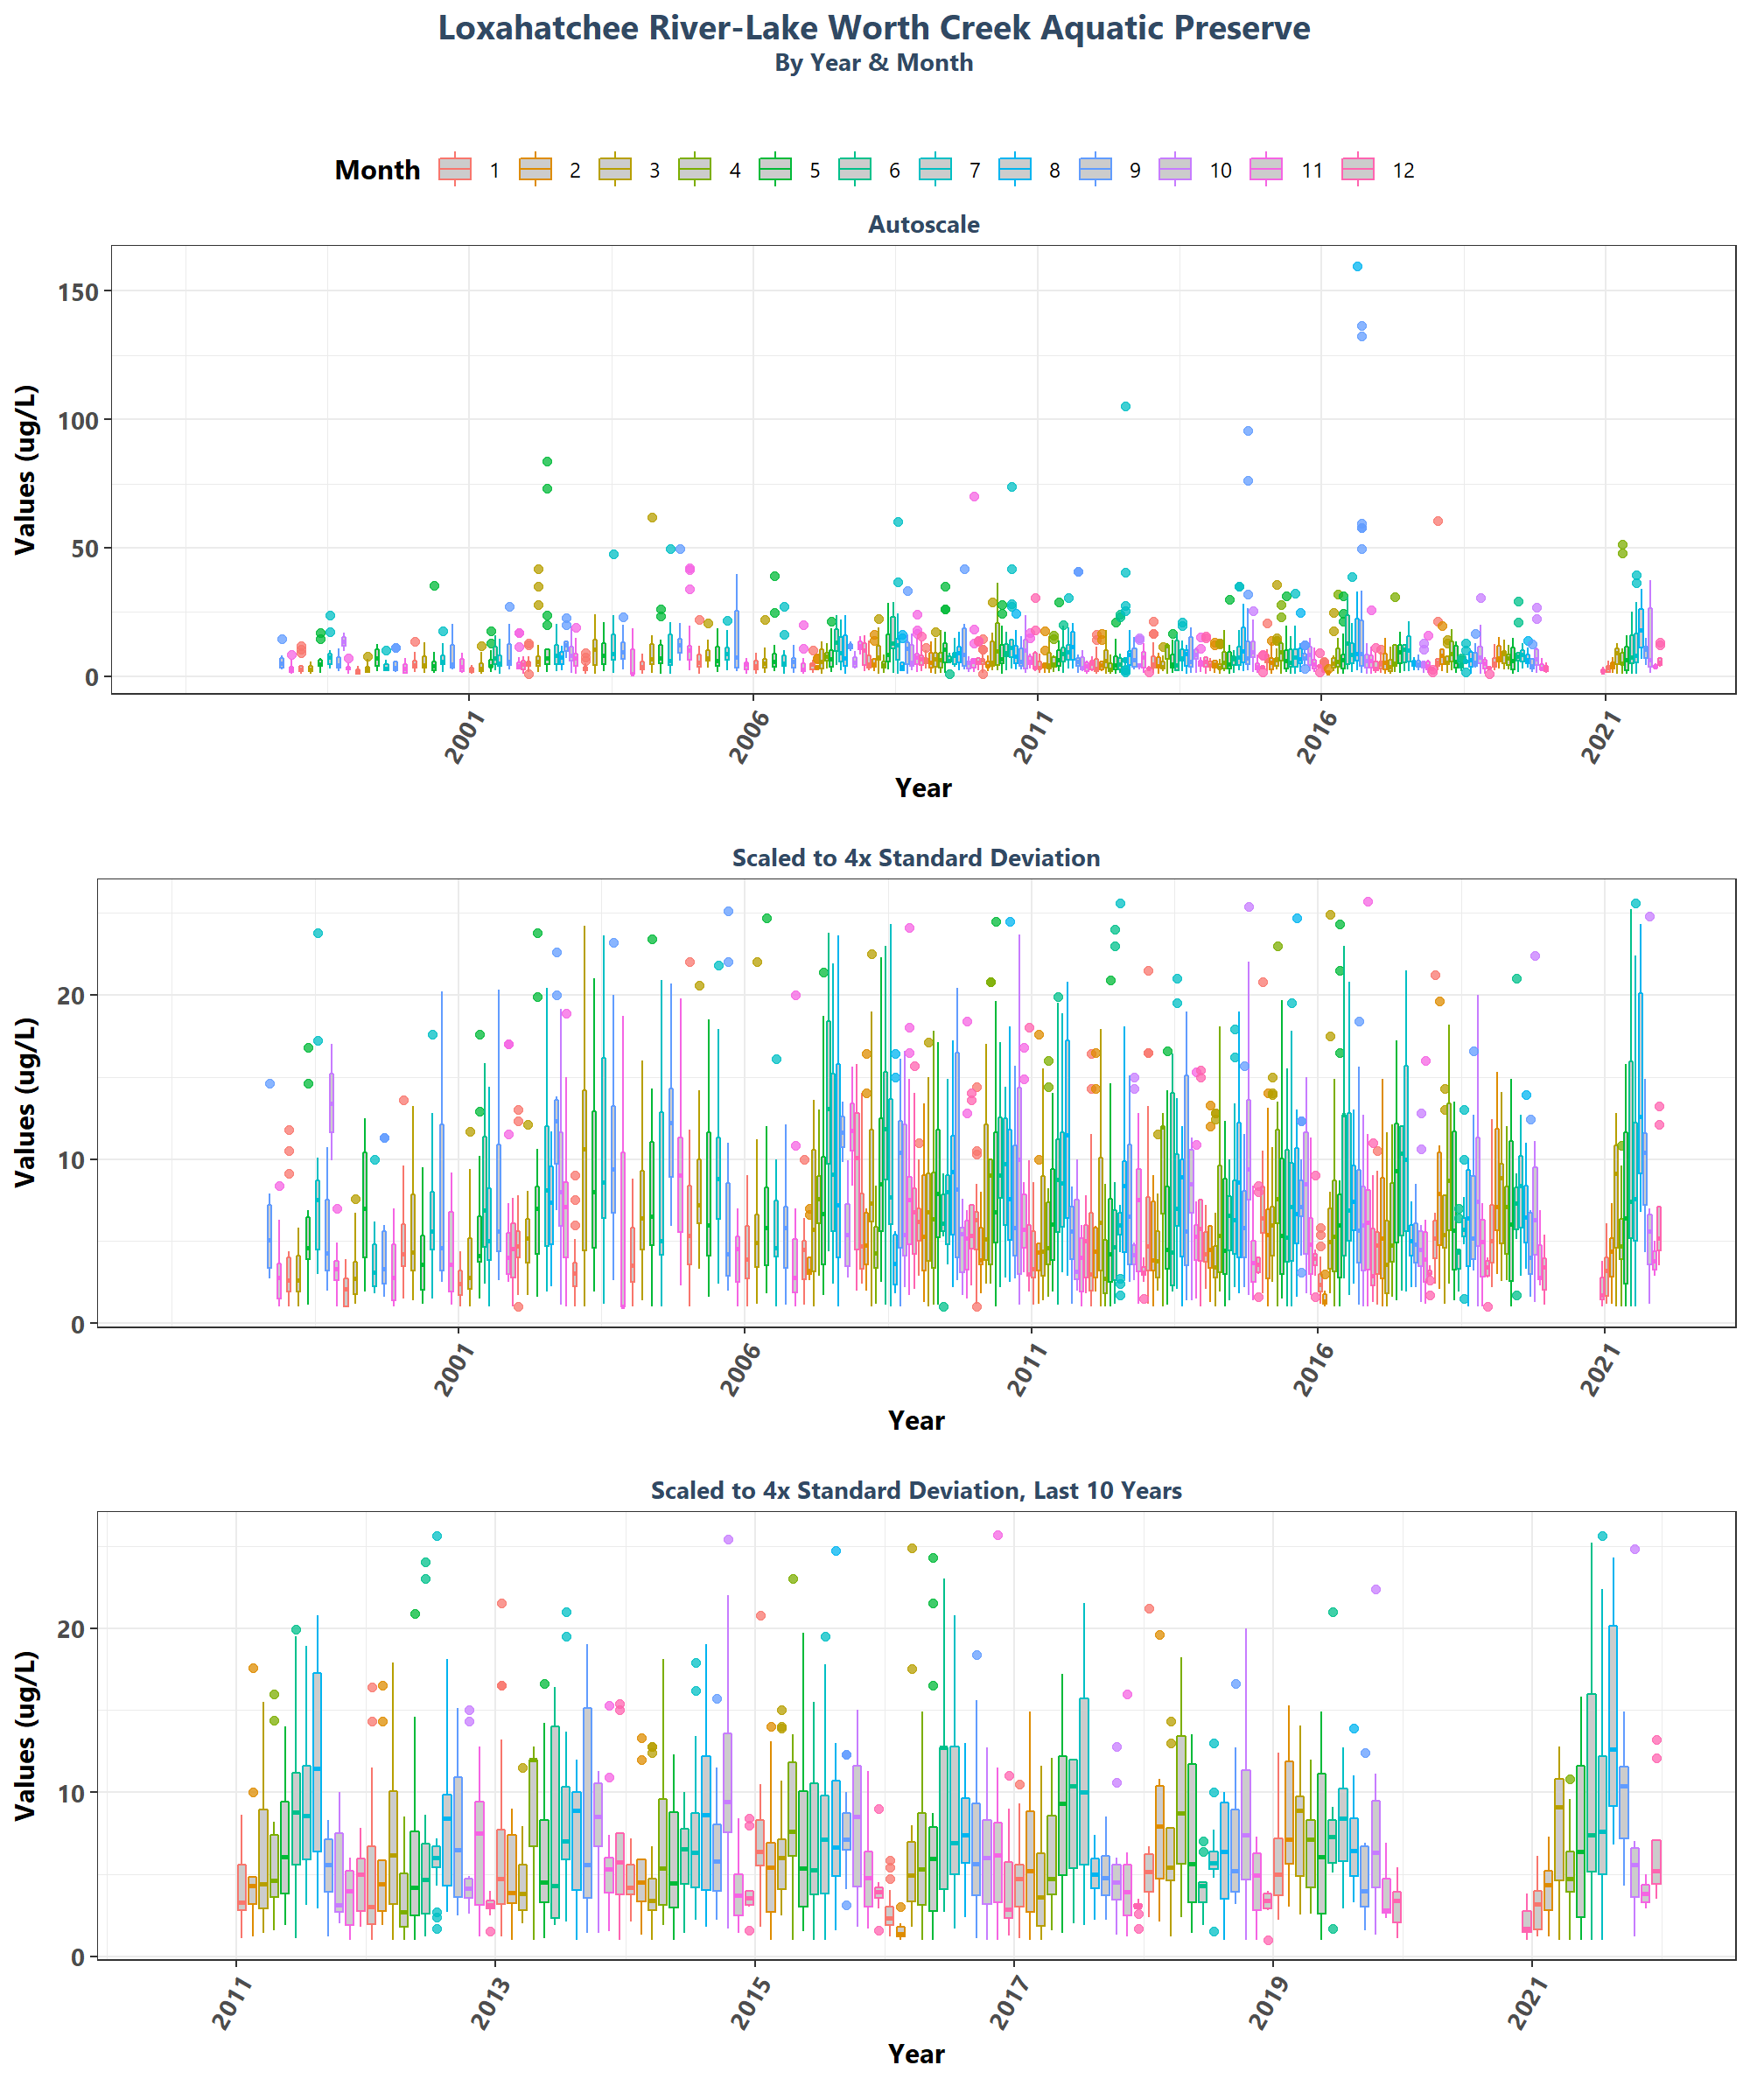 Loxahatchee River-Lake Worth Creek Aquatic Preserve
By Year & Month
Month 1 2 3 4 5 6 7 8 9 10 11 12
Autoscale
Values (ug/L)
150
100
50
0
2001 2006 2011 2016 2021
Year
Scaled to 4x Standard Deviation
Values (ug/L)
20
10
0
2001 2006 2011 2016 2021
Year
Scaled to 4x Standard Deviation, Last 10 Years
Values (ug/L)
20
10
0
2011 2013 2015 2017 2019 2021
Year